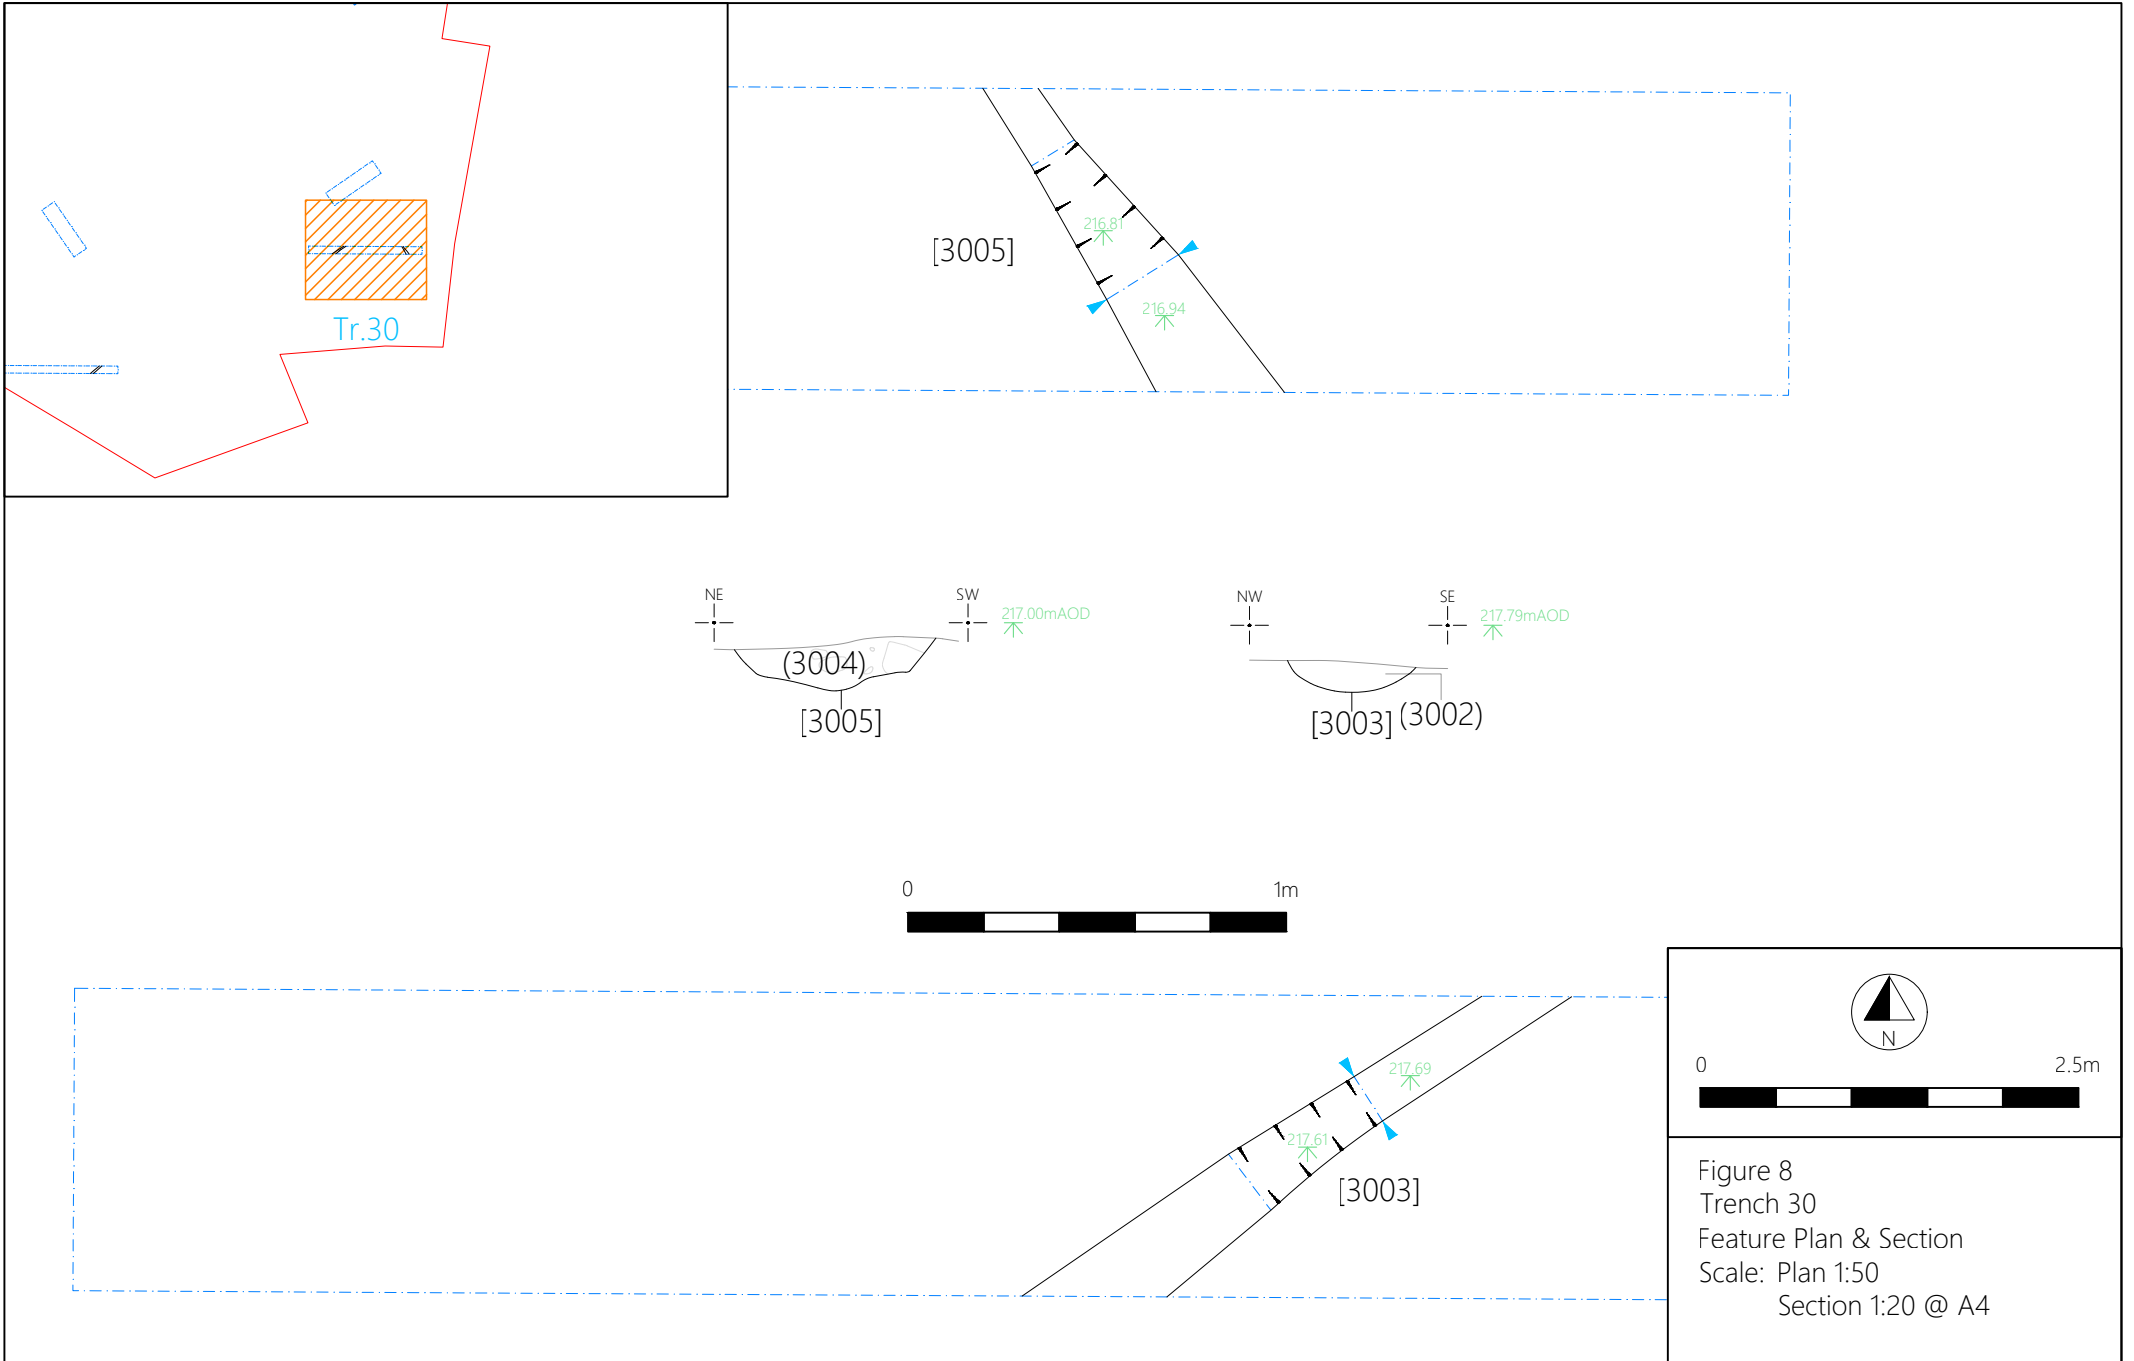 Tr.30
[3005]
216.81
216.94
NE
SW
217.00mAOD
(3004)
[3005]
NW
SE
217.79mAOD
[3003]
(3002)
0
1m
217.69
217.61
[3003]
N
0
2.5m
Figure 8
Trench 30
Feature Plan & Section
Scale: Plan 1:50
Section 1:20 @ A4